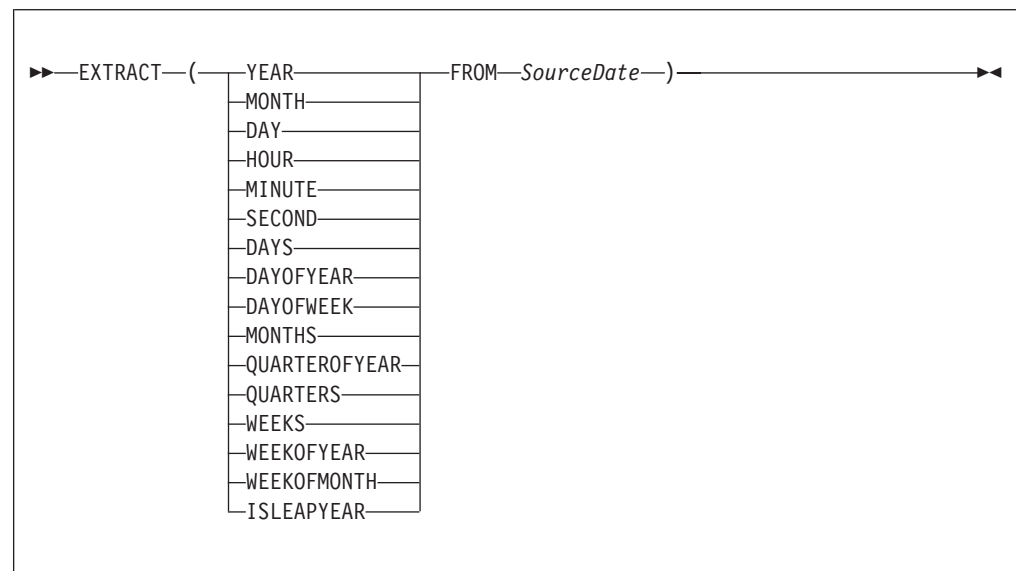 EXTRACT ( YEAR FROM SourceDate )
MONTH
DAY
HOUR
MINUTE
SECOND
DAYS
DAYOFYEAR
DAYOFWEEK
MONTHS
QUARTEROFYEAR
QUARTERS
WEEKS
WEEKOFYEAR
WEEKOFMONTH
ISLEAPYEAR